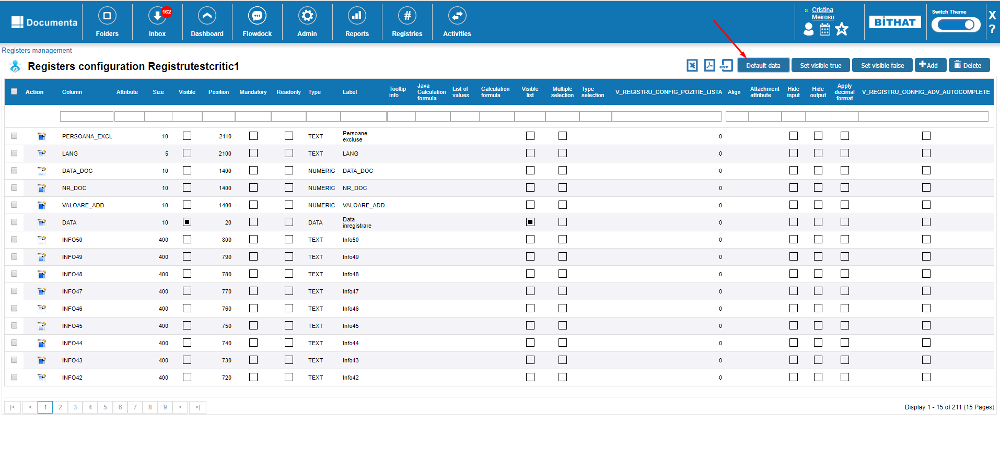 Documenta
Folders
162
Inbox
Dashboard
Flowdock
Admin
Reports
#
Registries
Activities
Cristina
Meirosu
BITHAT
Switch Theme
X
?
Registers management
Registers configuration Registrutestcritic1
CSV
Default data
Set visible true
Set visible false
Add
Delete
Action Column Attribute Size Visible Position Mandatory Readonly Type Label Tooltip info Java Calculation formula List of values Calculation formula Visible list Multiple selection Type selection V_REGISTRU_CONFIG_POZITIE_LISTA Align Attachment attribute Hide input Hide output Apply decimal format V_REGISTRU_CONFIG_ADV_AUTOCOMPLETE
PERSOANA_EXCL 10 2110 TEXT Persoane excluse 0
LANG 5 2100 TEXT LANG 0
DATA_DOC 10 1400 NUMERIC DATA_DOC 0
NR_DOC 10 1400 NUMERIC NR_DOC 0
VALOARE_ADD 10 1400 NUMERIC VALOARE_ADD 0
DATA 10 20 DATA Data inregistrare 0
INFO50 400 800 TEXT Info50 0
INFO49 400 790 TEXT Info49 0
INFO48 400 780 TEXT Info48 0
INFO47 400 770 TEXT Info47 0
INFO46 400 760 TEXT Info46 0
INFO45 400 750 TEXT Info45 0
INFO44 400 740 TEXT Info44 0
INFO43 400 730 TEXT Info43 0
INFO42 400 720 TEXT Info42 0
|< < 1 2 3 4 5 6 7 8 9 > >|
Display 1 - 15 of 211 (15 Pages)